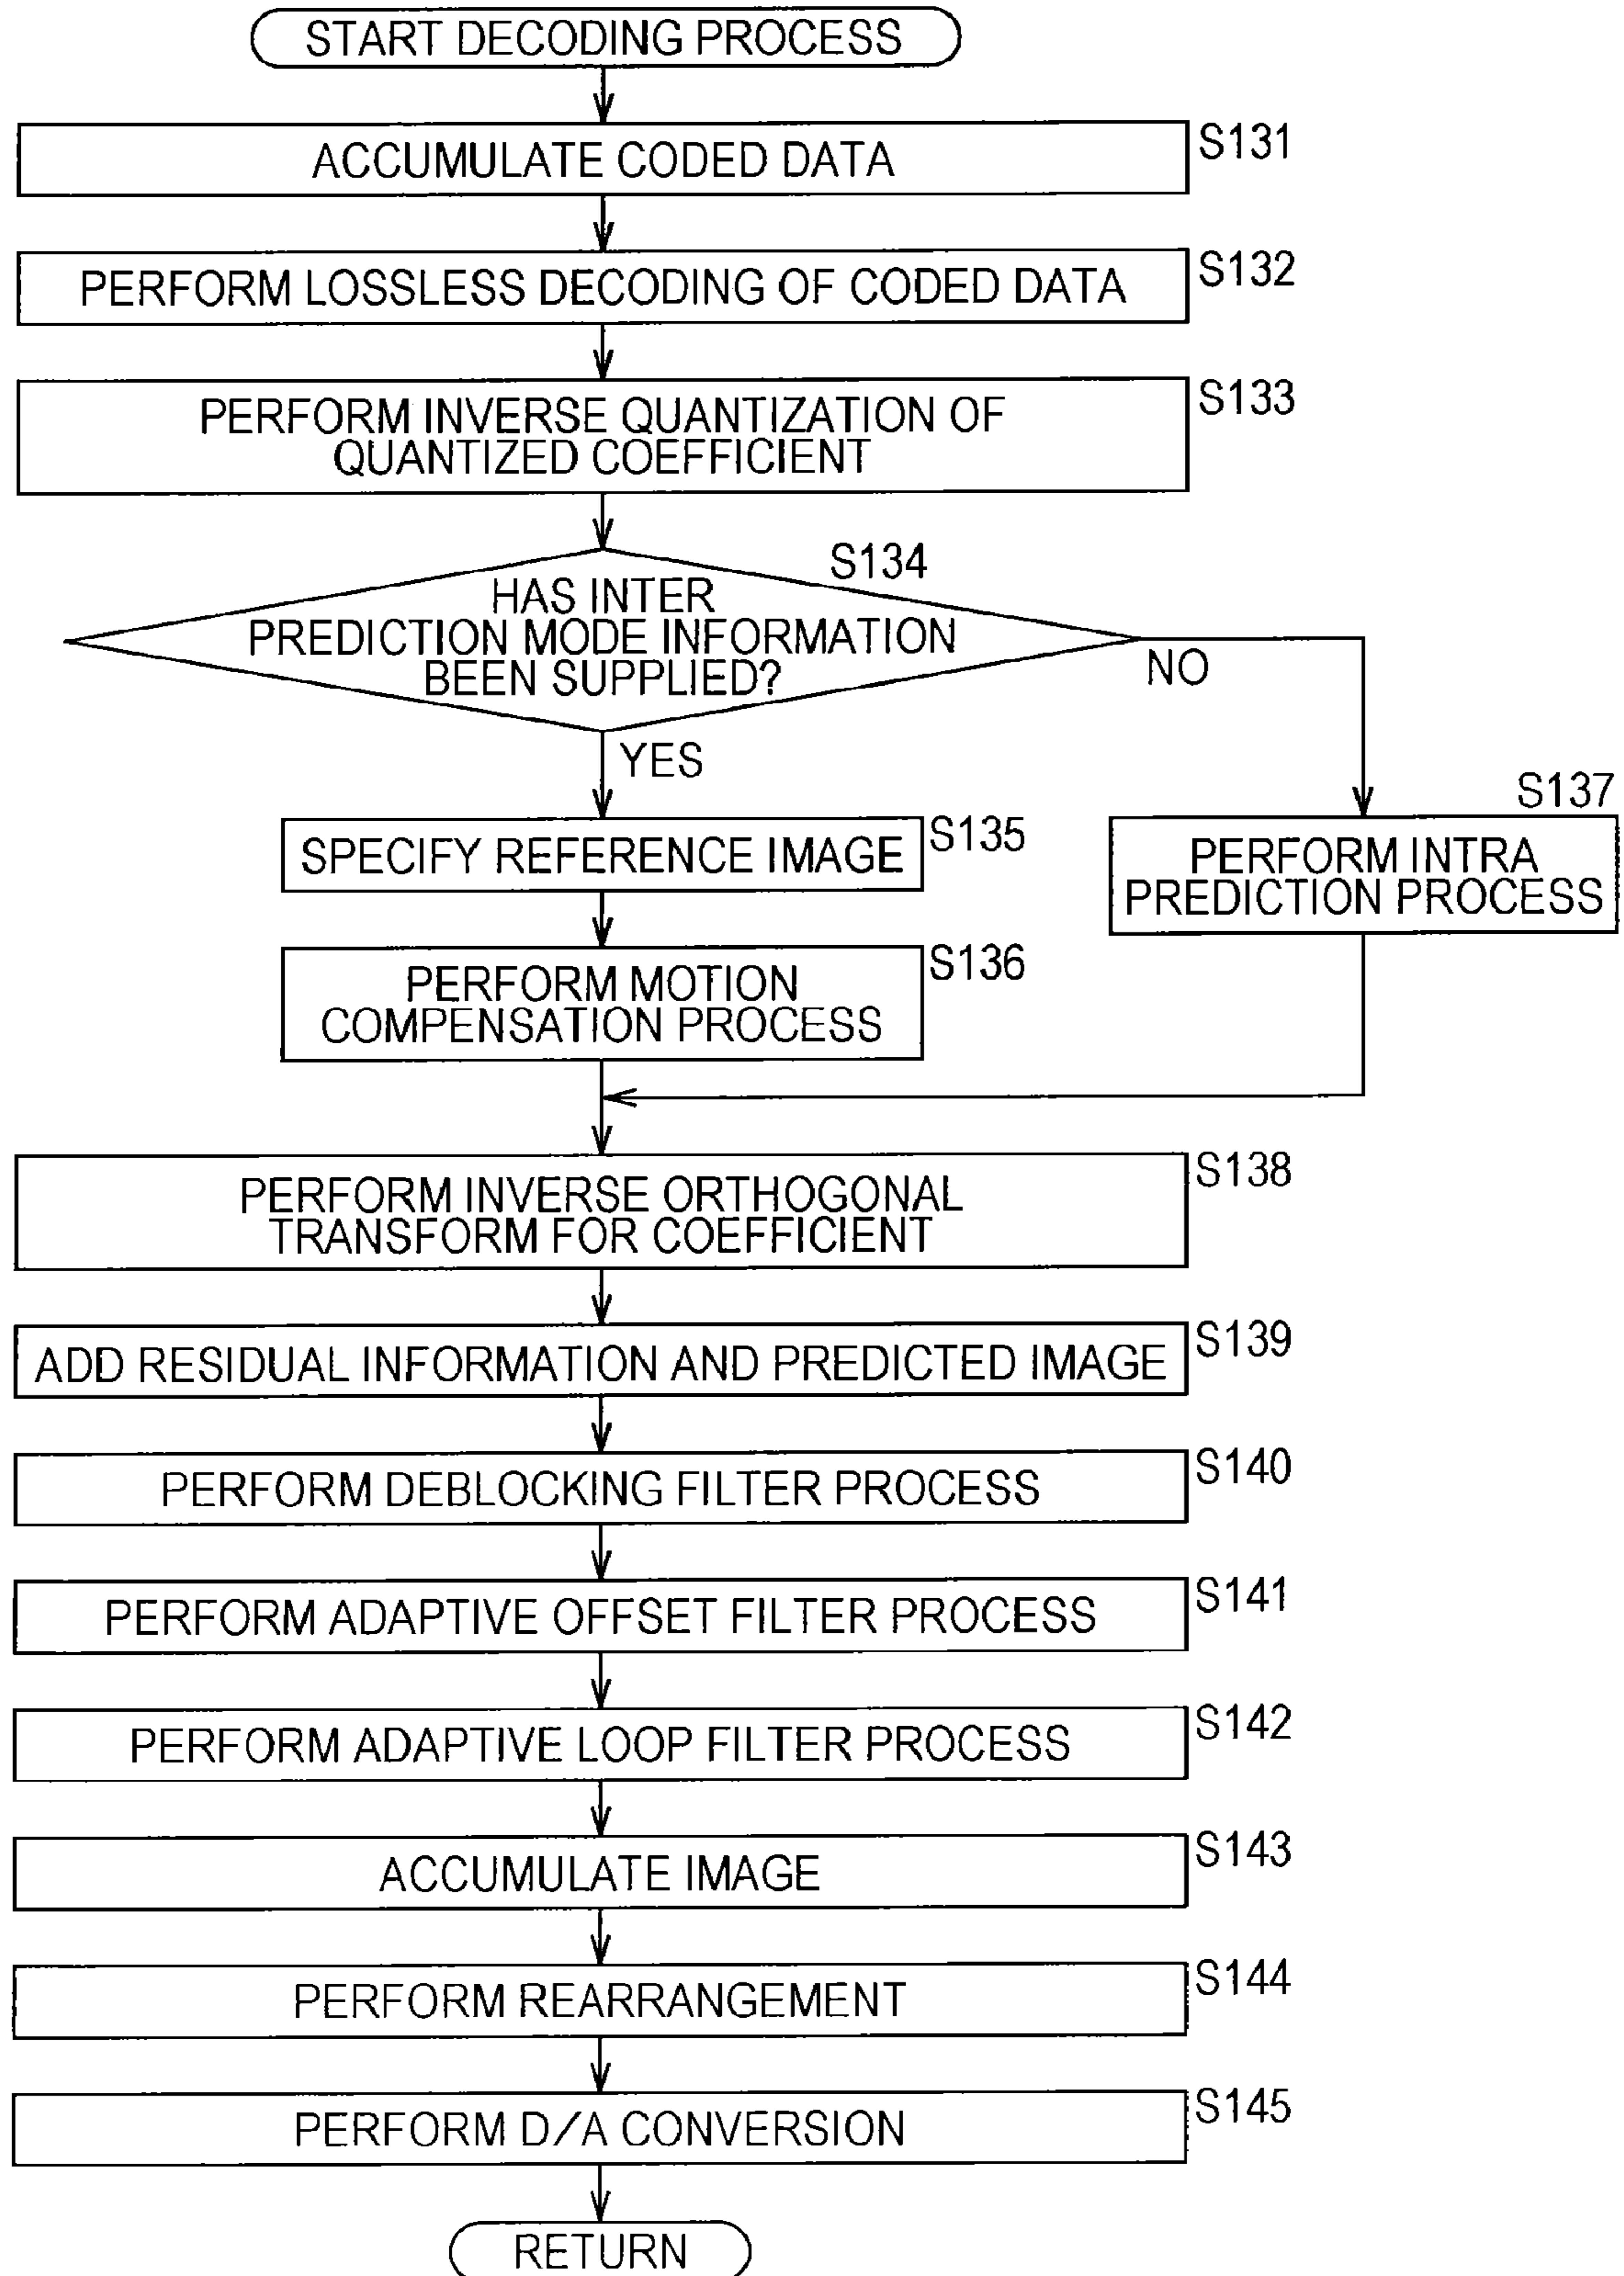 START DECODING PROCESS
ACCUMULATE CODED DATA
S131
PERFORM LOSSLESS DECODING OF CODED DATA
S132
PERFORM INVERSE QUANTIZATION OF
QUANTIZED COEFFICIENT
S133
S134
HAS INTER
PREDICTION MODE INFORMATION
BEEN SUPPLIED?
NO
YES
S135
SPECIFY REFERENCE IMAGE
S137
PERFORM INTRA
PREDICTION PROCESS
S136
PERFORM MOTION
COMPENSATION PROCESS
S138
PERFORM INVERSE ORTHOGONAL
TRANSFORM FOR COEFFICIENT
S139
ADD RESIDUAL INFORMATION AND PREDICTED IMAGE
S140
PERFORM DEBLOCKING FILTER PROCESS
S141
PERFORM ADAPTIVE OFFSET FILTER PROCESS
S142
PERFORM ADAPTIVE LOOP FILTER PROCESS
S143
ACCUMULATE IMAGE
S144
PERFORM REARRANGEMENT
S145
PERFORM D/A CONVERSION
RETURN